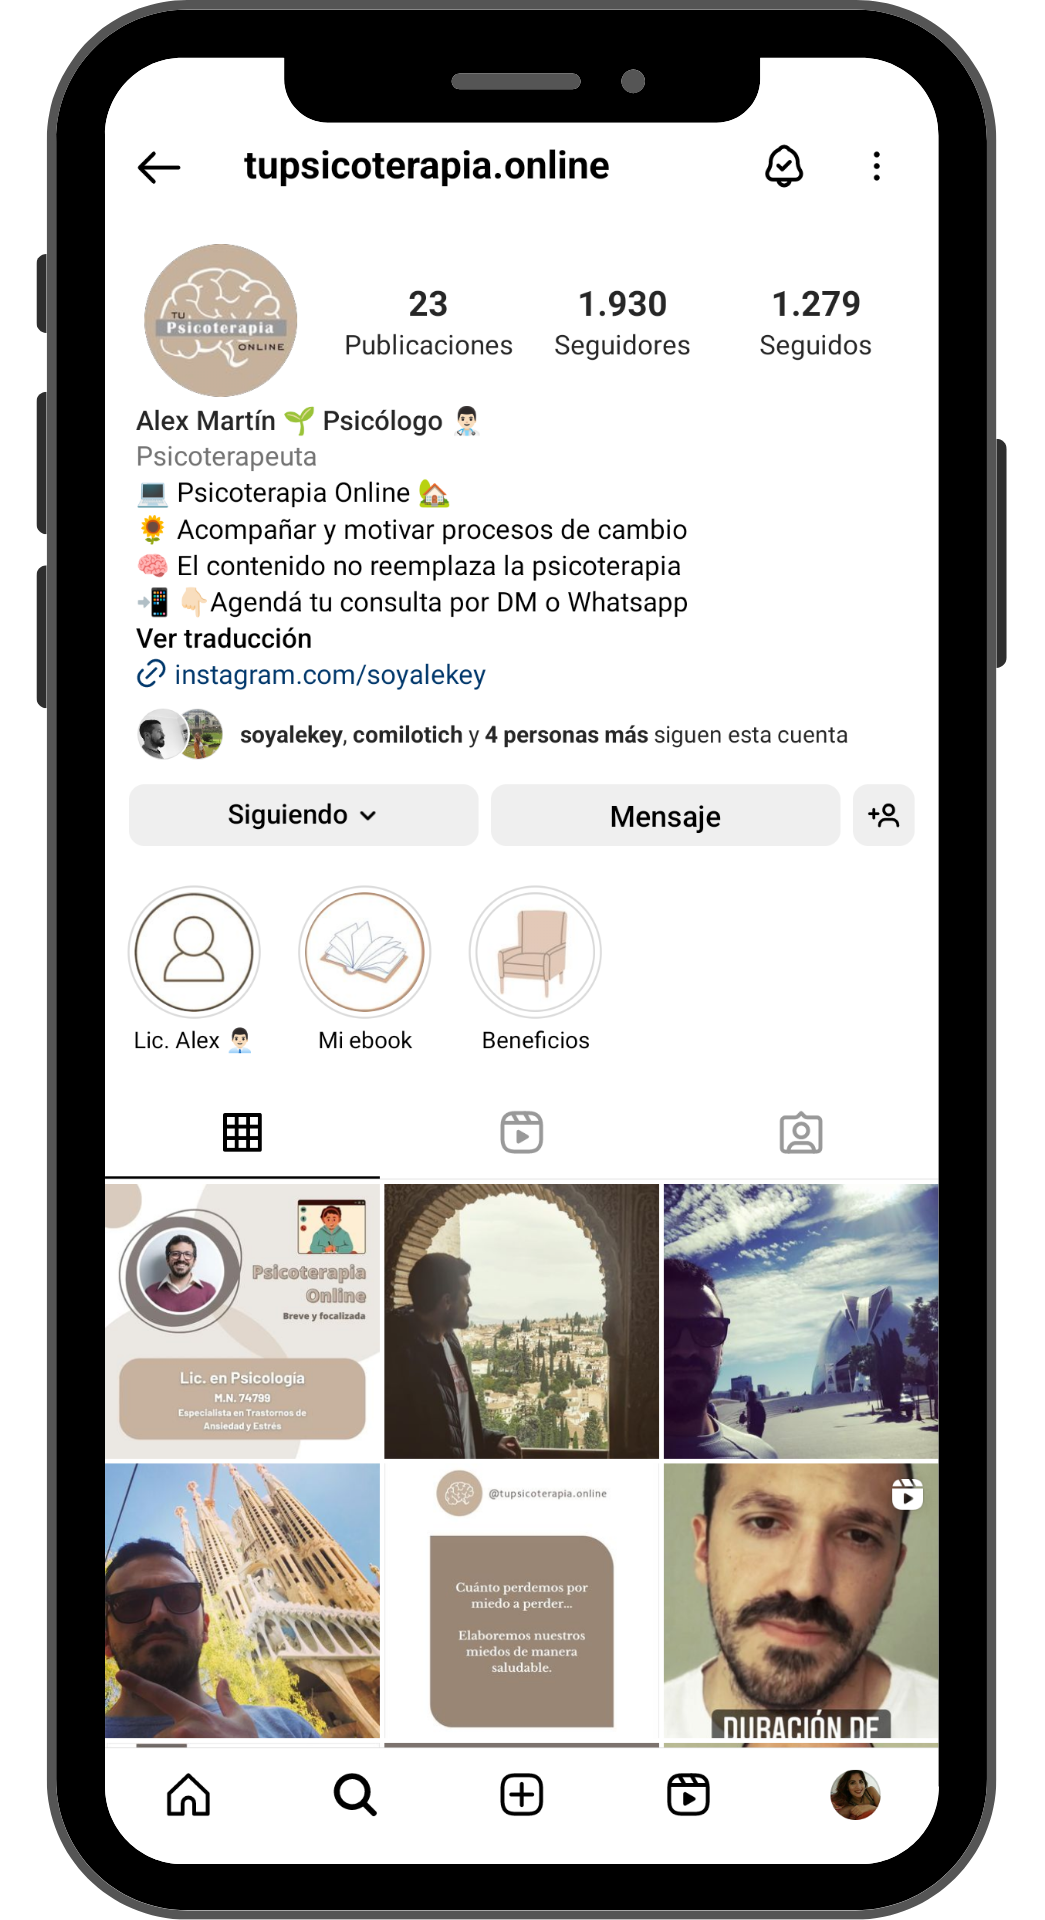 tupsicoterapia.online
TU
Psicoterapia
ONLINE
23
1.930
1.279
Publicaciones
Seguidores
Seguidos
Alex Martín 🌱 Psicólogo 👨🏻‍⚕️
Psicoterapeuta
💻 Psicoterapia Online 🏡
🌻 Acompañar y motivar procesos de cambio
🧠 El contenido no reemplaza la psicoterapia
📲 👇🏻Agendá tu consulta por DM o Whatsapp
Ver traducción
instagram.com/soyalekey
soyalekey, comilotich y 4 personas más siguen esta cuenta
Siguiendo
Mensaje
Lic. Alex 👨🏻‍💼
Mi ebook
Beneficios
Psicoterapia
Online
Breve y focalizada
Lic. en Psicología
M.N. 74799
Especialista en Trastornos de
Ansiedad y Estrés
@tupsicoterapia.online
Cuánto perdemos por
miedo a perder...
Elaboremos nuestros
miedos de manera
saludable.
DURACIÓN DE